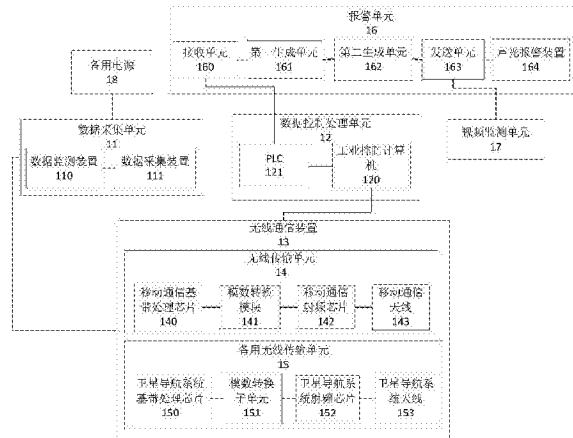 报警单元
16
接收单元
160
第一生成单元
161
第二生成单元
162
发送单元
163
声光报警装置
164
备用电源
18
数据采集单元
11
数据监测装置
110
数据采集装置
111
数据控制处理单元
12
PLC
121
工业控制计算
机
120
视频监测单元
17
无线通信装置
13
无线传输单元
14
移动通信基
带处理芯片
140
模数转换
模块
141
移动通信
射频芯片
142
移动通信
天线
143
备用无线传输单元
15
卫星导航系统
基带处理芯片
150
模数转换
子单元
151
卫星导航系
统射频芯片
152
卫星导航系
统天线
153